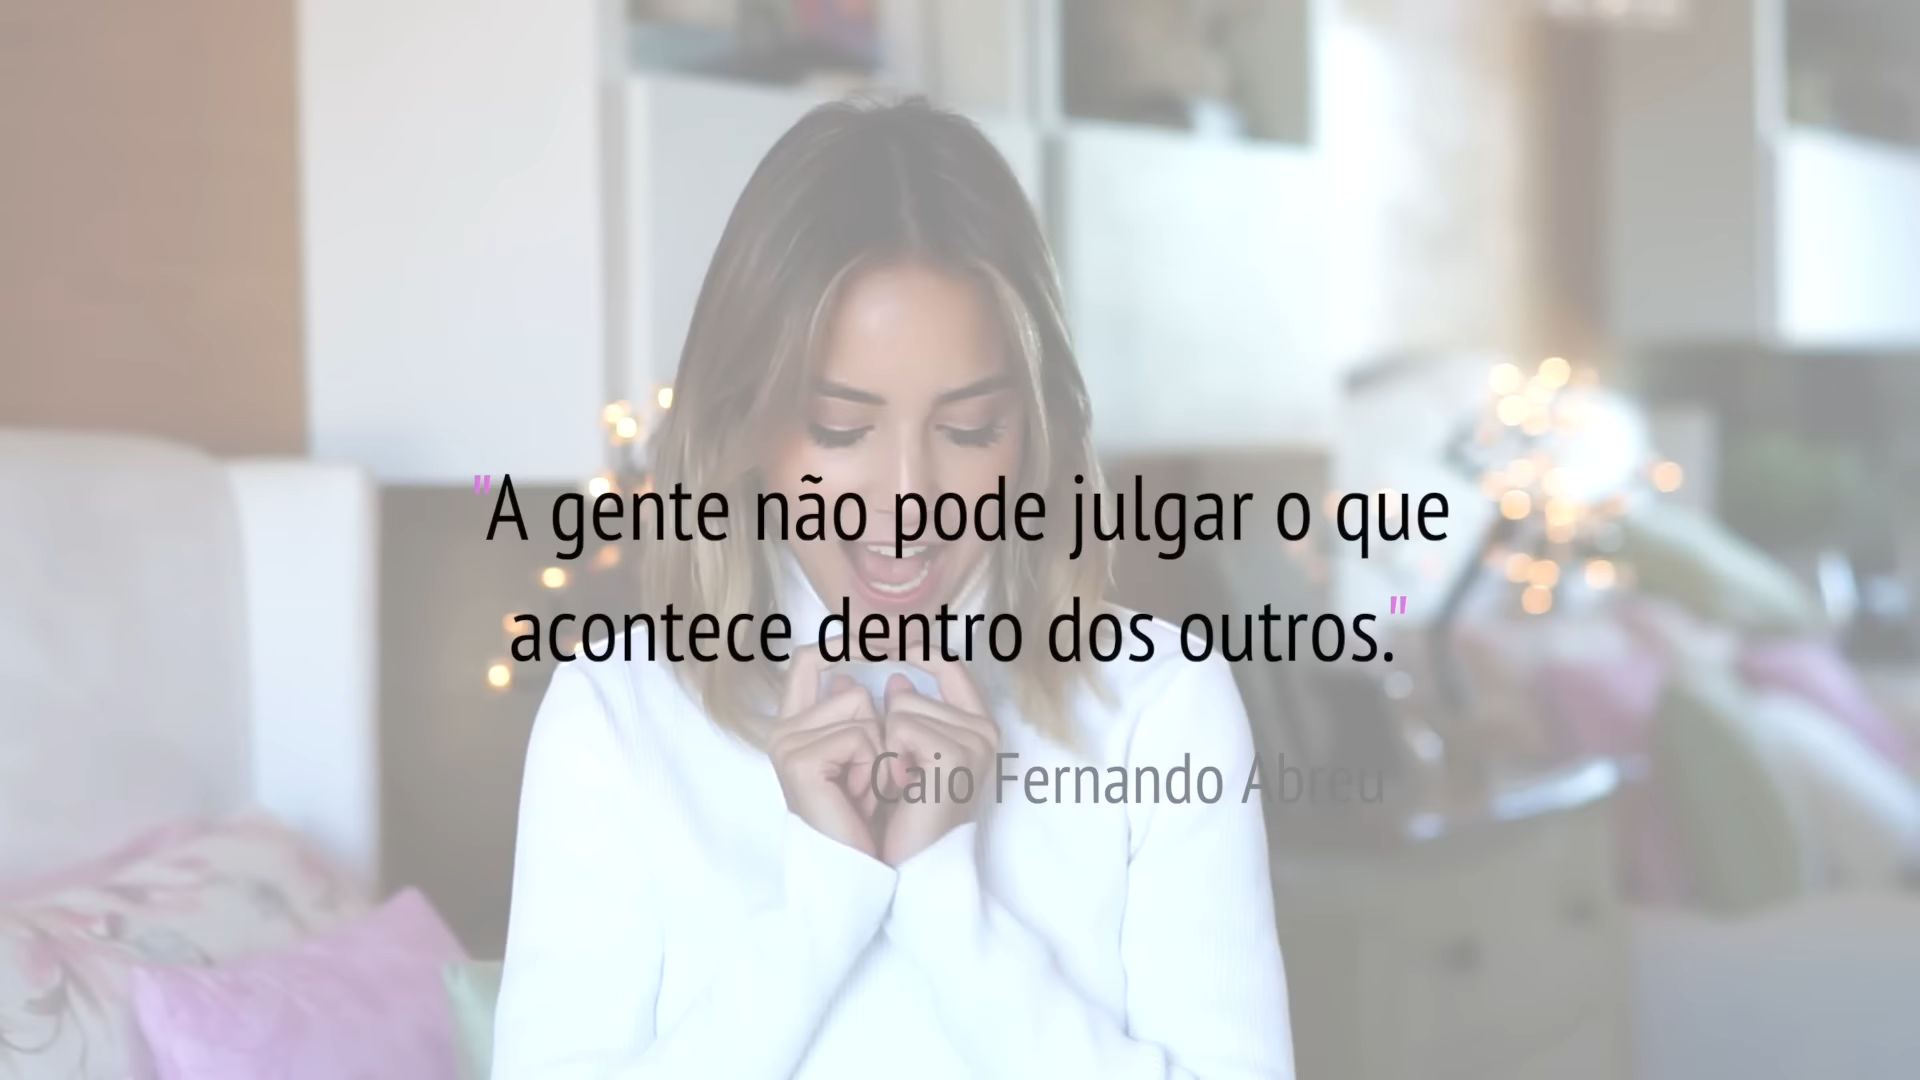 "A gente não pode julgar o que
acontece dentro dos outros."
Caio Fernando Abreu